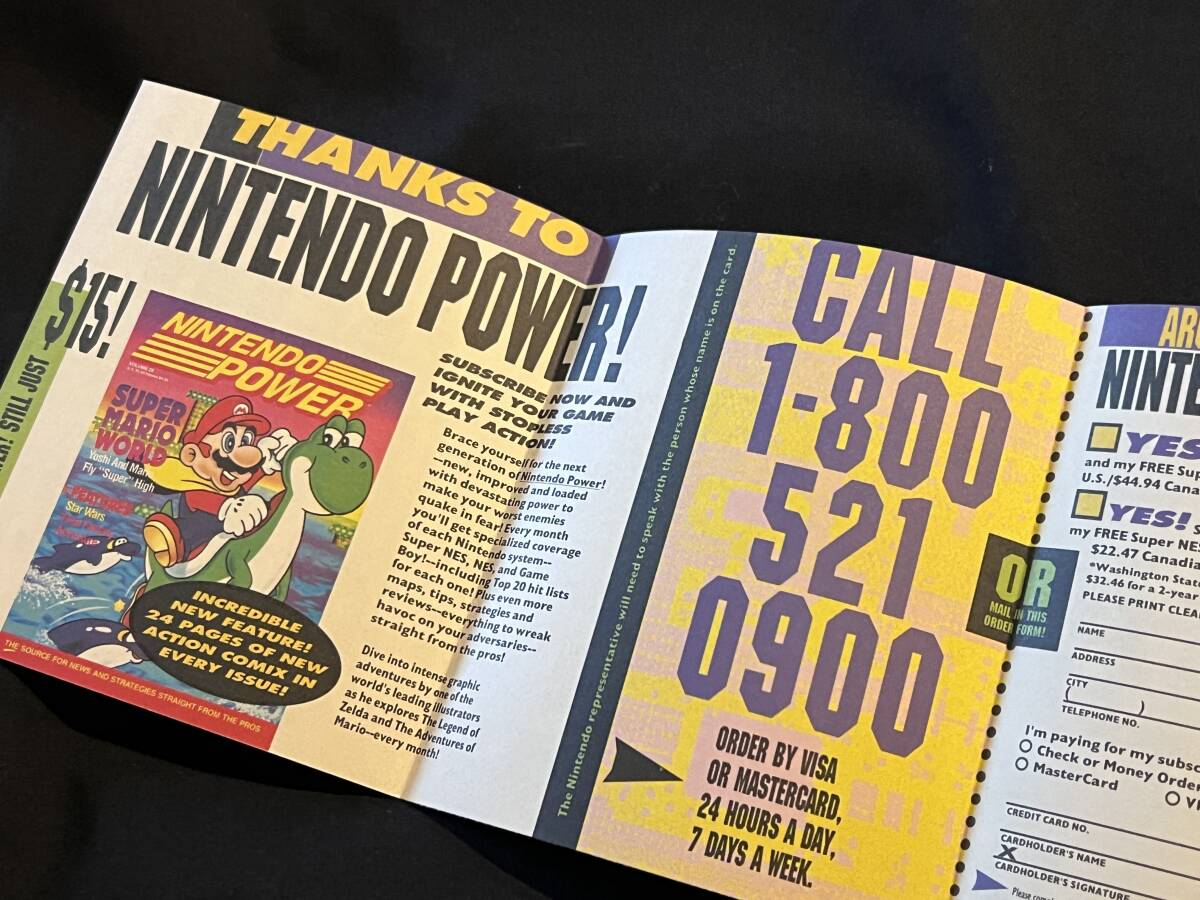 THANKS TO
NINTENDO POWER!
STILL JUST
$15!
NINTENDO
POWER
SUPER
MARIO
WORLD
Yoshi And Mario
Fly "Super" High
Star Wars
INCREDIBLE
NEW FEATURE!
24 PAGES OF NEW
ACTION COMIX IN
EVERY ISSUE!
THE SOURCE FOR NEWS AND STRATEGIES STRAIGHT FROM THE PROS
SUBSCRIBE NOW AND
IGNITE YOUR GAME
WITH STOPLESS
PLAY ACTION!
Brace yourself for the next
generation of Nintendo Power!
--new, improved and loaded
with devastating power to
make your worst enemies
quake in fear! Every month
you'll get specialized coverage
of each Nintendo system--
Super NES, NES, and Game
Boy!--including Top 20 hit lists
for each one! Plus even more
maps, tips, strategies and
reviews--everything to wreak
havoc on your adversaries--
straight from the pros!
Dive into intense graphic
adventures by one of the
world's leading illustrators
as he explores The Legend of
Zelda and The Adventures of
Mario--every month!
The Nintendo representative will need to speak with the person whose name is on the card.
CALL
1-800
521
0900
ORDER BY VISA
OR MASTERCARD,
24 HOURS A DAY,
7 DAYS A WEEK.
OR
MAIL IN THIS
ORDER FORM!
NINTE
YES
and my FREE Sup
U.S./$44.94 Cana
YES!
my FREE Super NES
$22.47 Canadia
*Washington Stat
$32.46 for a 2-year
PLEASE PRINT CLEA
NAME
ADDRESS
CITY
( )
TELEPHONE NO.
I'm paying for my subsc
Check or Money Orde
MasterCard
CREDIT CARD NO.
CARDHOLDER'S NAME
X
CARDHOLDER'S SIGNATURE
Please com